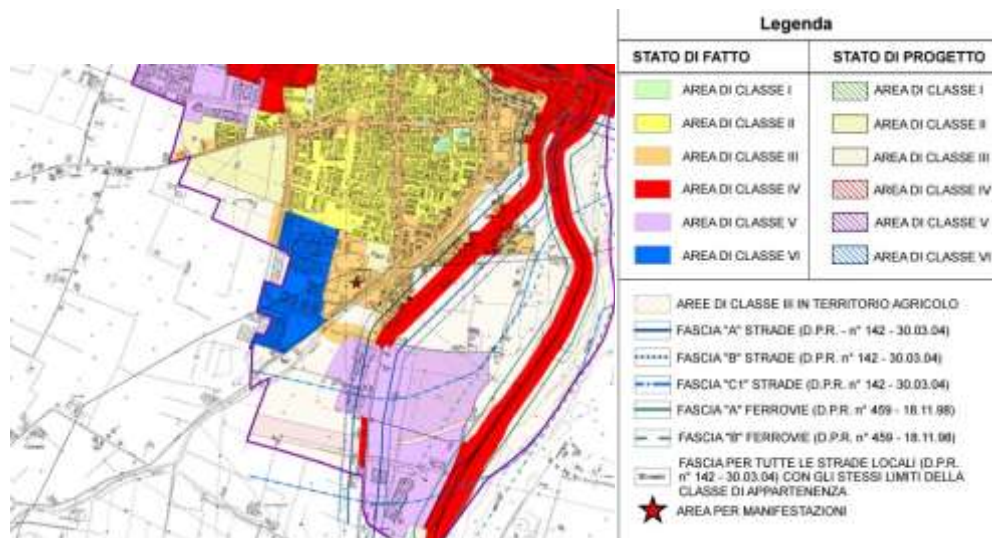 Legenda
STATO DI FATTO
AREA DI CLASSE I
AREA DI CLASSE II
AREA DI CLASSE III
AREA DI CLASSE IV
AREA DI CLASSE V
AREA DI CLASSE VI
STATO DI PROGETTO
AREA DI CLASSE I
AREA DI CLASSE II
AREA DI CLASSE III
AREA DI CLASSE IV
AREA DI CLASSE V
AREA DI CLASSE VI
AREE DI CLASSE III IN TERRITORIO AGRICOLO
FASCIA "A" STRADE (D.P.R. - n° 142 - 30.03.04)
FASCIA "B" STRADE (D.P.R. n° 142 - 30.03.04)
FASCIA "C1" STRADE (D.P.R. n° 142 - 30.03.04)
FASCIA "A" FERROVIE (D.P.R. n° 459 - 18.11.98)
FASCIA "B" FERROVIE (D.P.R. n° 459 - 18.11.98)
FASCIA PER TUTTE LE STRADE LOCALI (D.P.R.
n° 142 - 30.03.04) CON GLI STESSI LIMITI DELLA
CLASSE DI APPARTENENZA
AREA PER MANIFESTAZIONI